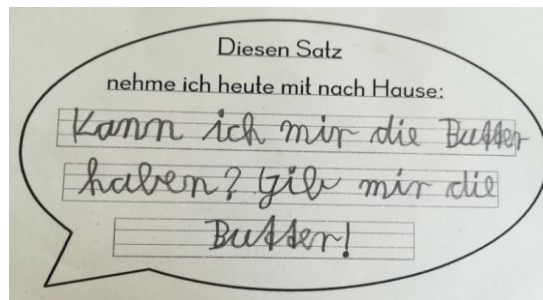 Diesen Satz
nehme ich heute mit nach Hause:
Kann ich mir die Butter
haben? Gib mir die
Butter!